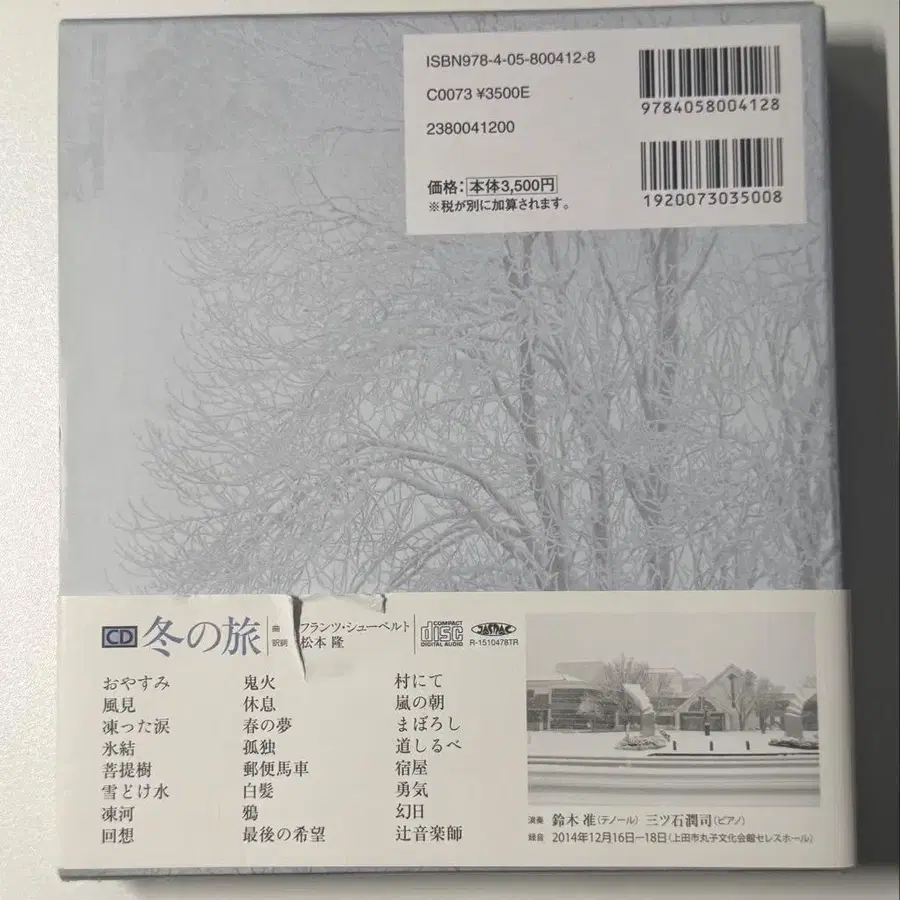 ISBN978-4-05-800412-8
9784058004128
C0073 ¥3500E
2380041200
価格：本体3,500円
※税が別に加算されます。
1920073035008
CD 冬の旅
曲 フランツ・シューベルト
訳詞 松本 隆
COMPACT
disc
DIGITAL AUDIO
JASRAC
R-1510478TR
おやすみ
風見
凍った涙
氷結
菩提樹
雪どけ水
凍河
回想
鬼火
休息
春の夢
孤独
郵便馬車
白髪
鴉
最後の希望
村にて
嵐の朝
まぼろし
道しるべ
宿屋
勇気
幻日
辻音楽師
演奏 鈴木 准（テノール） 三ツ石潤司（ピアノ）
録音 2014年12月16日—18日（上田市丸子文化会館セレスホール）